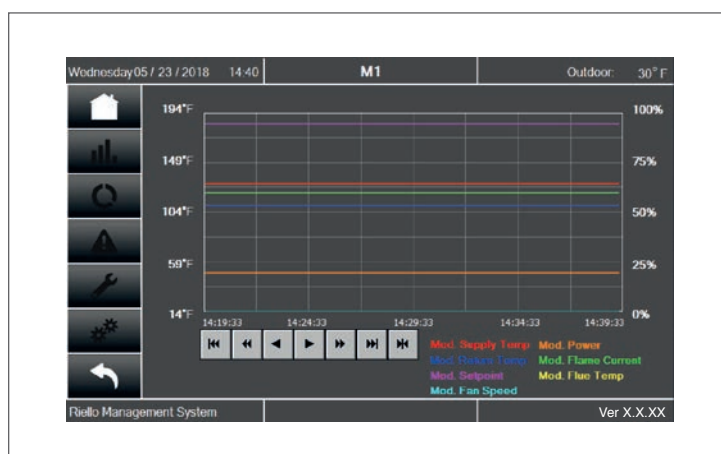 Wednesday 05 / 23 / 2018 14:40 M1 Outdoor: 30°F
194°F 100%
149°F 75%
104°F 50%
59°F 25%
14°F 0%
14:19:33 14:24:33 14:29:33 14:34:33 14:39:33
Mod. Supply Temp Mod. Power
Mod. Return Temp Mod. Flame Current
Mod. Setpoint Mod. Flue Temp
Mod. Fan Speed
Riello Management System Ver X.X.XX